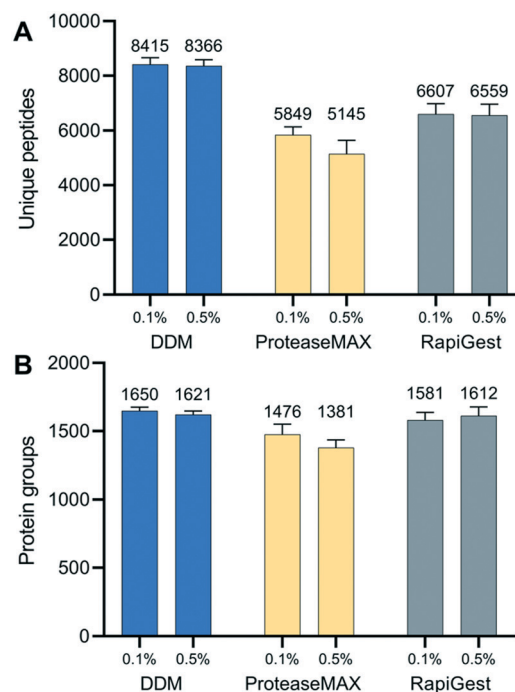 A
Unique peptides
10000
8000
6000
4000
2000
0
8415 8366
5849 5145
6607 6559
0.1% 0.5% 0.1% 0.5% 0.1% 0.5%
DDM ProteaseMAX RapiGest
B
Protein groups
2000
1500
1000
500
0
1650 1621
1476 1381
1581 1612
0.1% 0.5% 0.1% 0.5% 0.1% 0.5%
DDM ProteaseMAX RapiGest